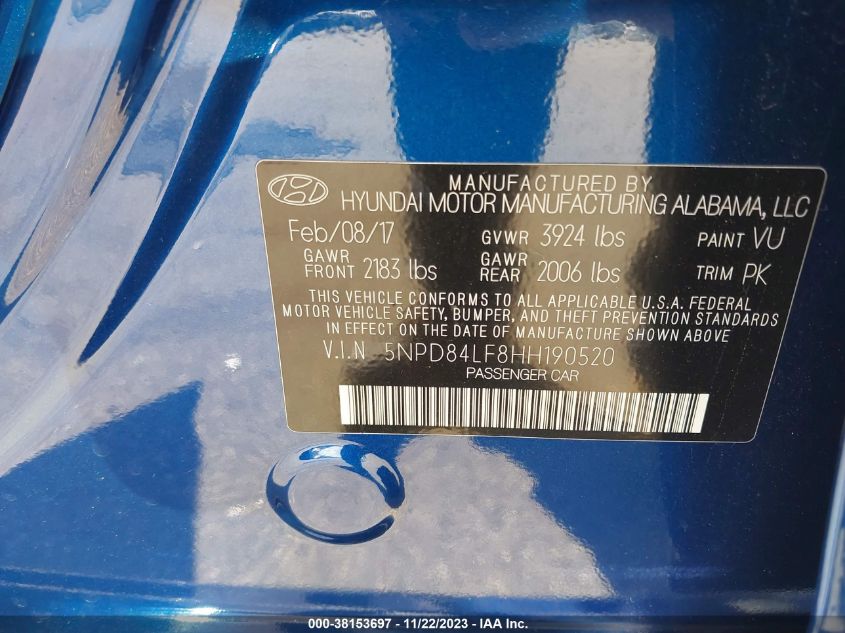 MANUFACTURED BY
HYUNDAI MOTOR MANUFACTURING ALABAMA, LLC
Feb/08/17 GVWR 3924 lbs PAINT VU
GAWR FRONT 2183 lbs GAWR REAR 2006 lbs TRIM PK
THIS VEHICLE CONFORMS TO ALL APPLICABLE U.S.A. FEDERAL
MOTOR VEHICLE SAFETY, BUMPER, AND THEFT PREVENTION STANDARDS
IN EFFECT ON THE DATE OF MANUFACTURE SHOWN ABOVE
V.I.N 5NPD84LF8HH190520
PASSENGER CAR
000-38153697 - 11/22/2023 - IAAI.com